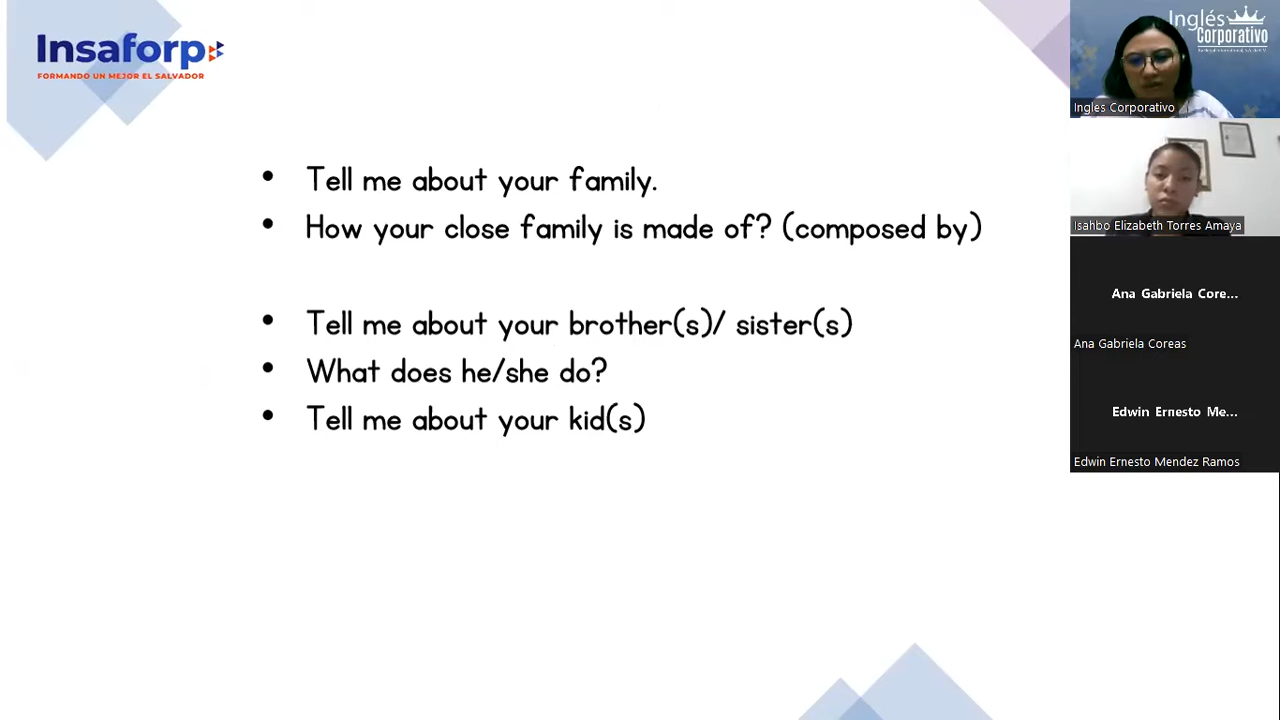 Insaforp
FORMANDO UN MEJOR EL SALVADOR
• Tell me about your family.
• How your close family is made of? (composed by)
• Tell me about your brother(s)/ sister(s)
• What does he/she do?
• Tell me about your kid(s)
Inglés
Corporativo
Ingles Corporativo
Isahbo Elizabeth Torres Amaya
Ana Gabriela Core...
Ana Gabriela Coreas
Edwin Ernesto Me...
Edwin Ernesto Mendez Ramos